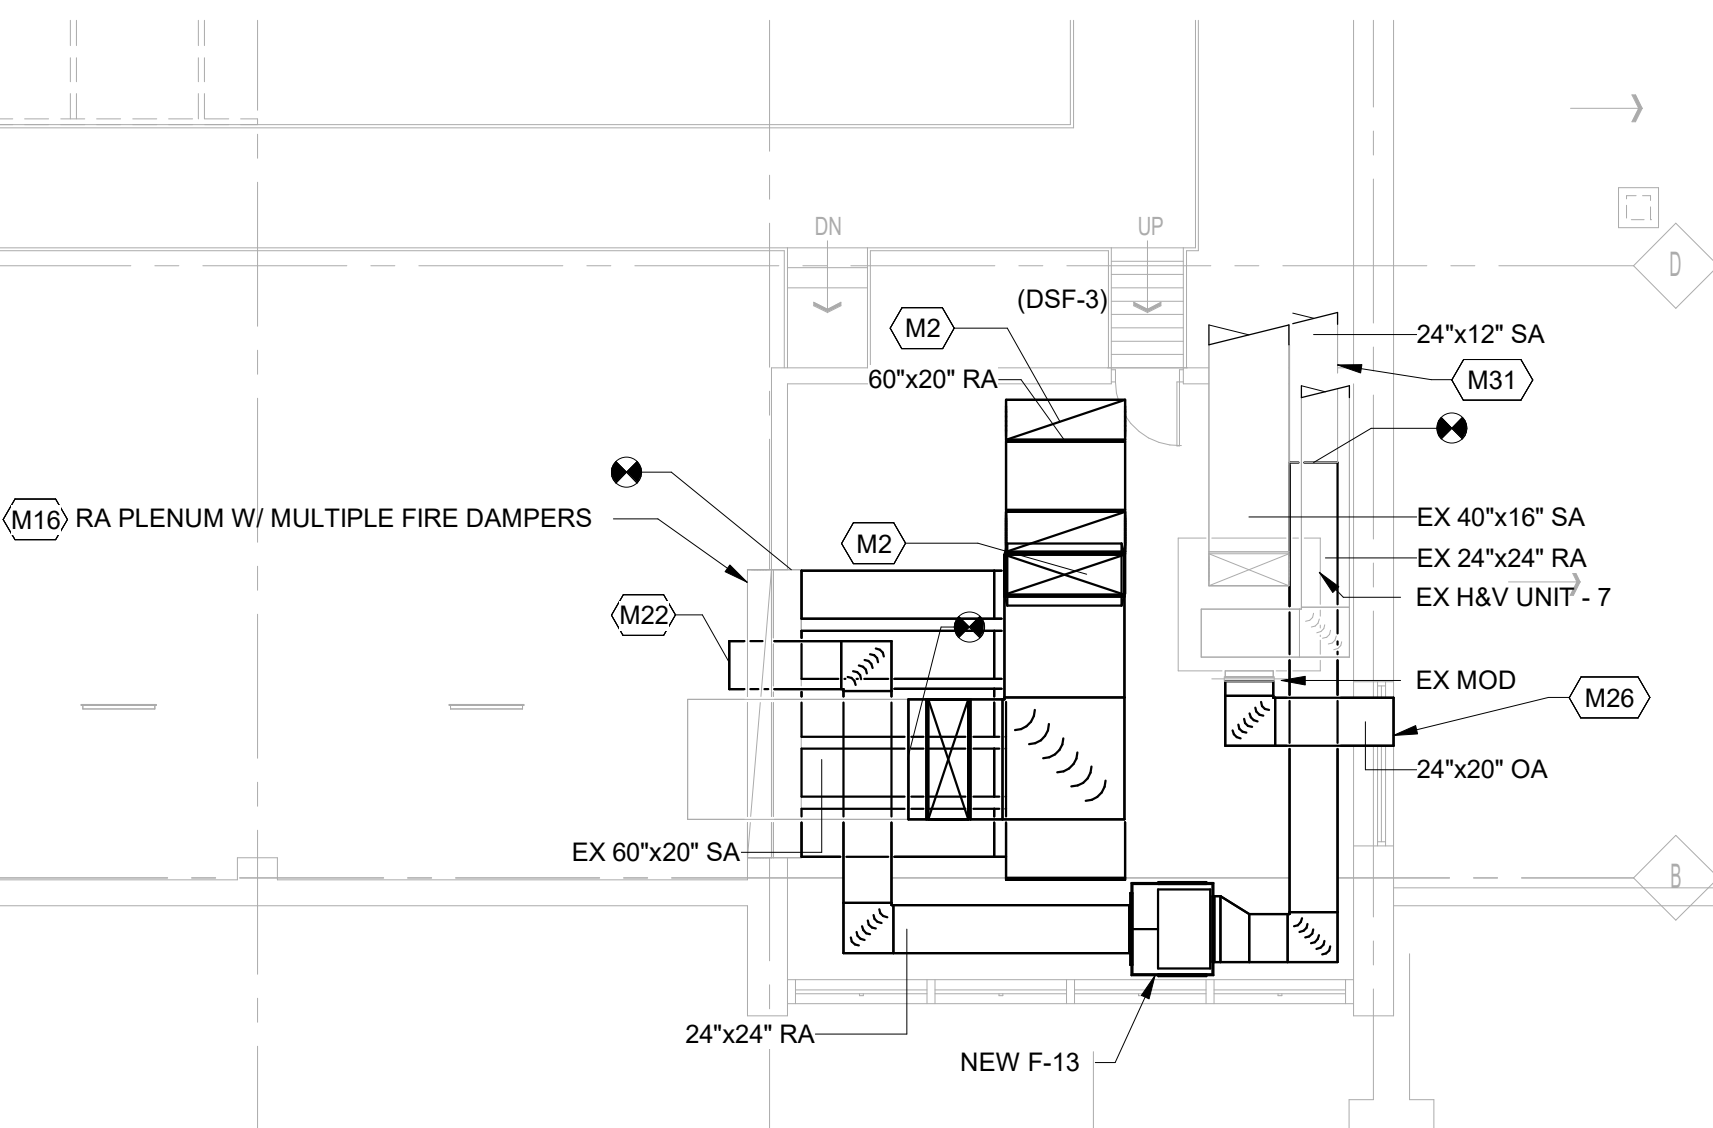 DN
UP
D
(DSF-3)
M2
24"x12" SA
60"x20" RA
M31
M16 RA PLENUM W/ MULTIPLE FIRE DAMPERS
EX 40"x16" SA
M2
EX 24"x24" RA
EX H&V UNIT - 7
M22
EX MOD
M26
24"x20" OA
EX 60"x20" SA
B
24"x24" RA
NEW F-13